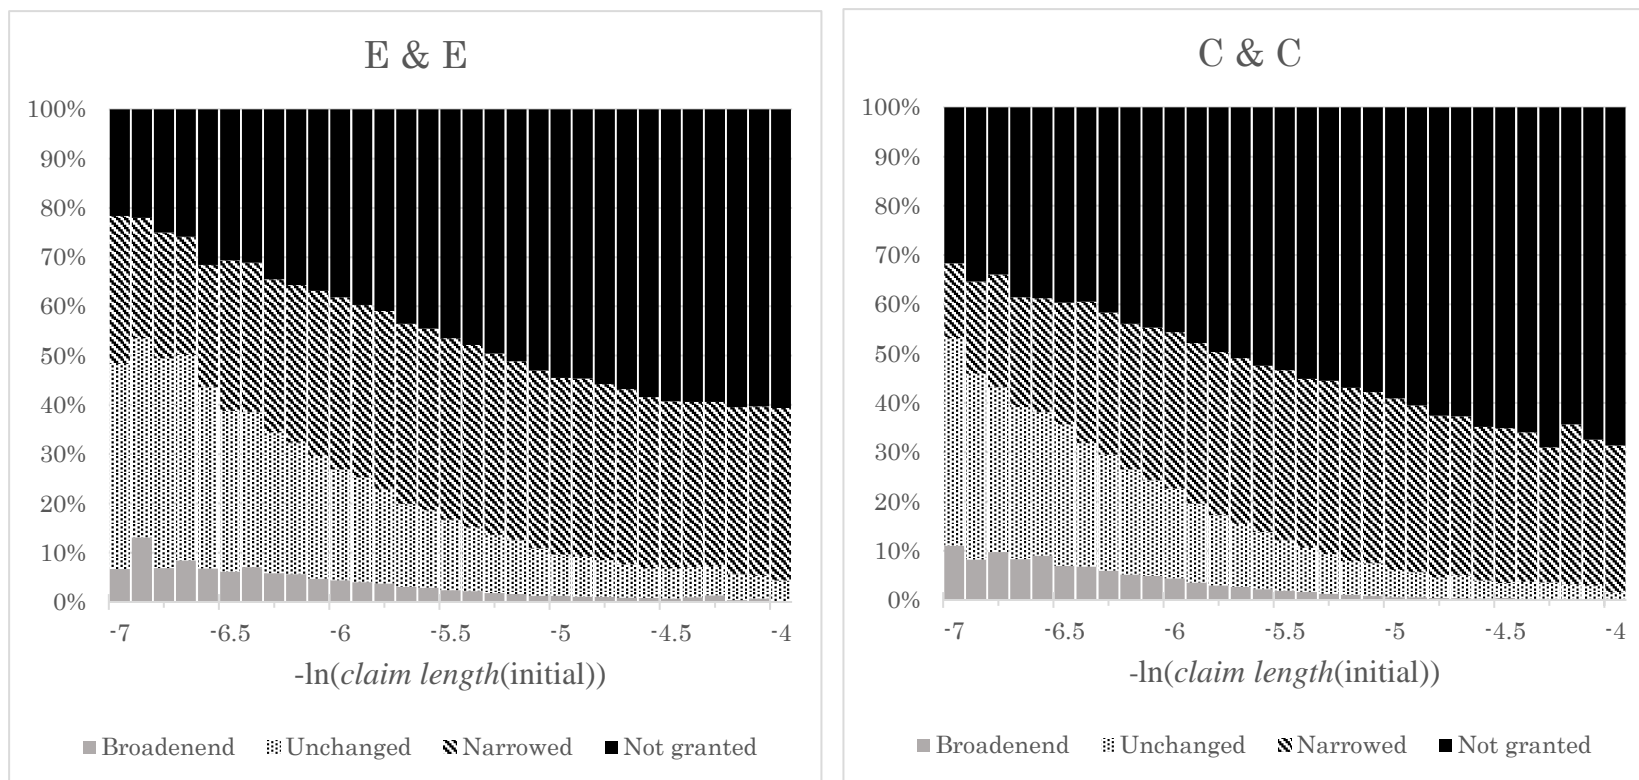 E & E
100%
90%
80%
70%
60%
50%
40%
30%
20%
10%
0%
-7 -6.5 -6 -5.5 -5 -4.5 -4
-ln(claim length(initial))
Broadenend Unchanged Narrowed Not granted
C & C
100%
90%
80%
70%
60%
50%
40%
30%
20%
10%
0%
-7 -6.5 -6 -5.5 -5 -4.5 -4
-ln(claim length(initial))
Broadenend Unchanged Narrowed Not granted